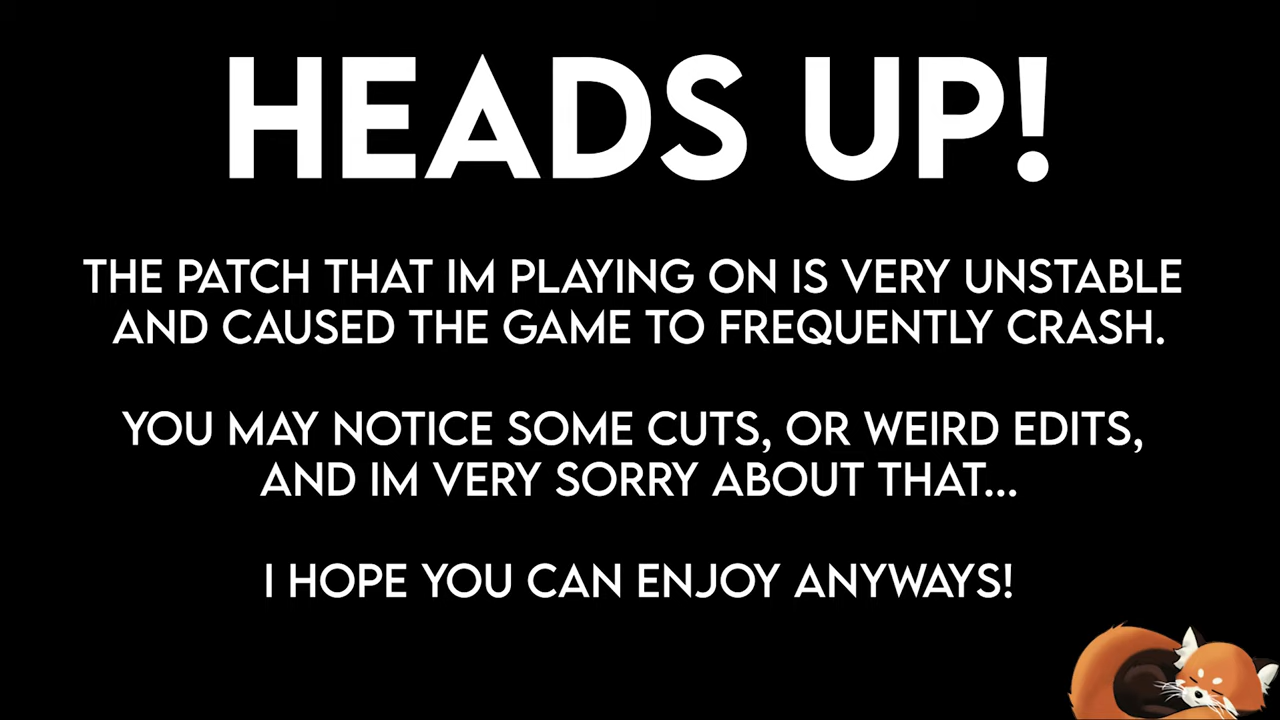 HEADS UP!
THE PATCH THAT IM PLAYING ON IS VERY UNSTABLE
AND CAUSED THE GAME TO FREQUENTLY CRASH.
YOU MAY NOTICE SOME CUTS, OR WEIRD EDITS,
AND IM VERY SORRY ABOUT THAT...
I HOPE YOU CAN ENJOY ANYWAYS!